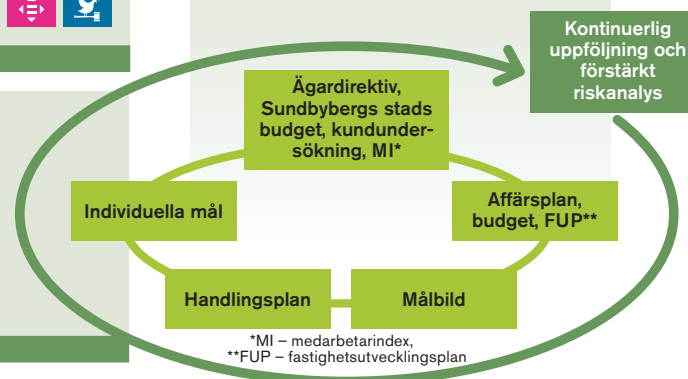 Kontinuerlig
uppföljning och
förstärkt
riskanalys
Ägardirektiv,
Sundbybergs stads
budget, kundunder-
sökning, MI*
Individuella mål
Affärsplan,
budget, FUP**
Handlingsplan
Målbild
*MI – medarbetarindex,
**FUP – fastighetsutvecklingsplan